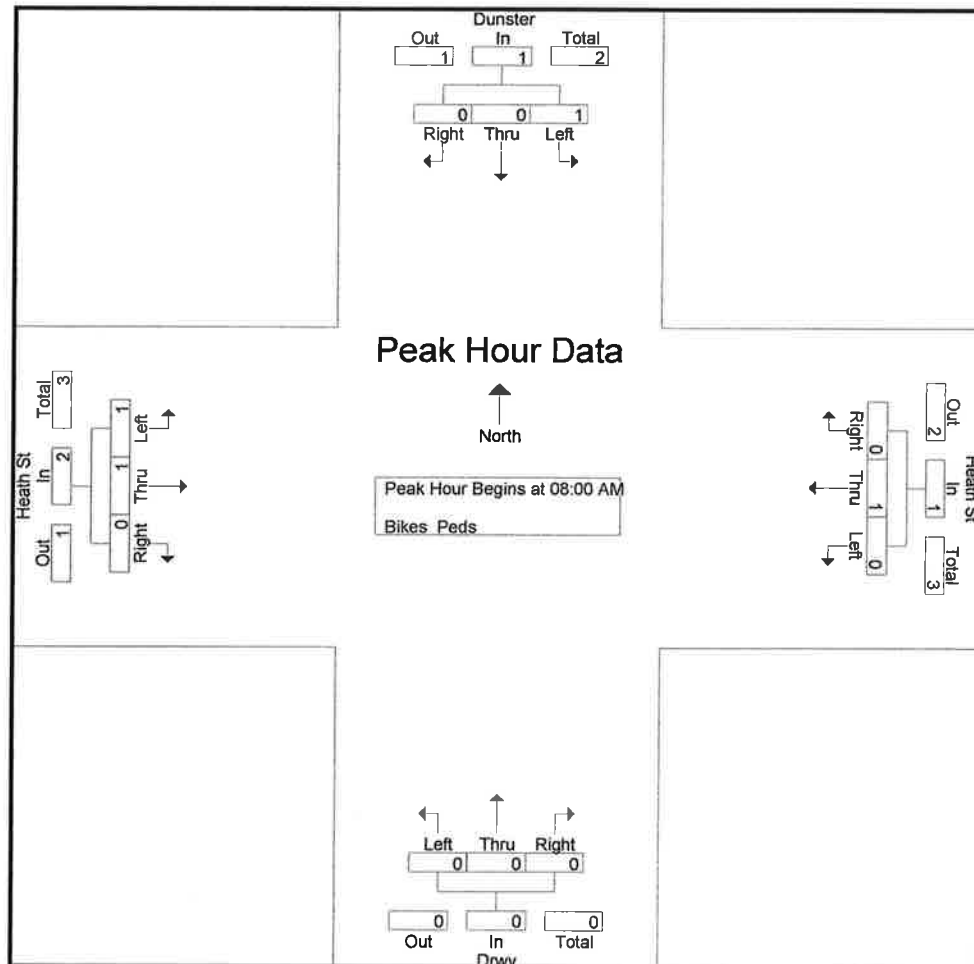 Dunster
Out In Total
1 1 2
0 0 1
Right Thru Left
Peak Hour Data
North
Peak Hour Begins at 08:00 AM
Bikes Peds
Heath St
Total In Out
3 2 1
1 1 0
Left Thru Right
Heath St
Out In Total
2 1 3
0 1 0
Right Thru Left
Left Thru Right
0 0 0
0 0 0
Out In Total
Drwy